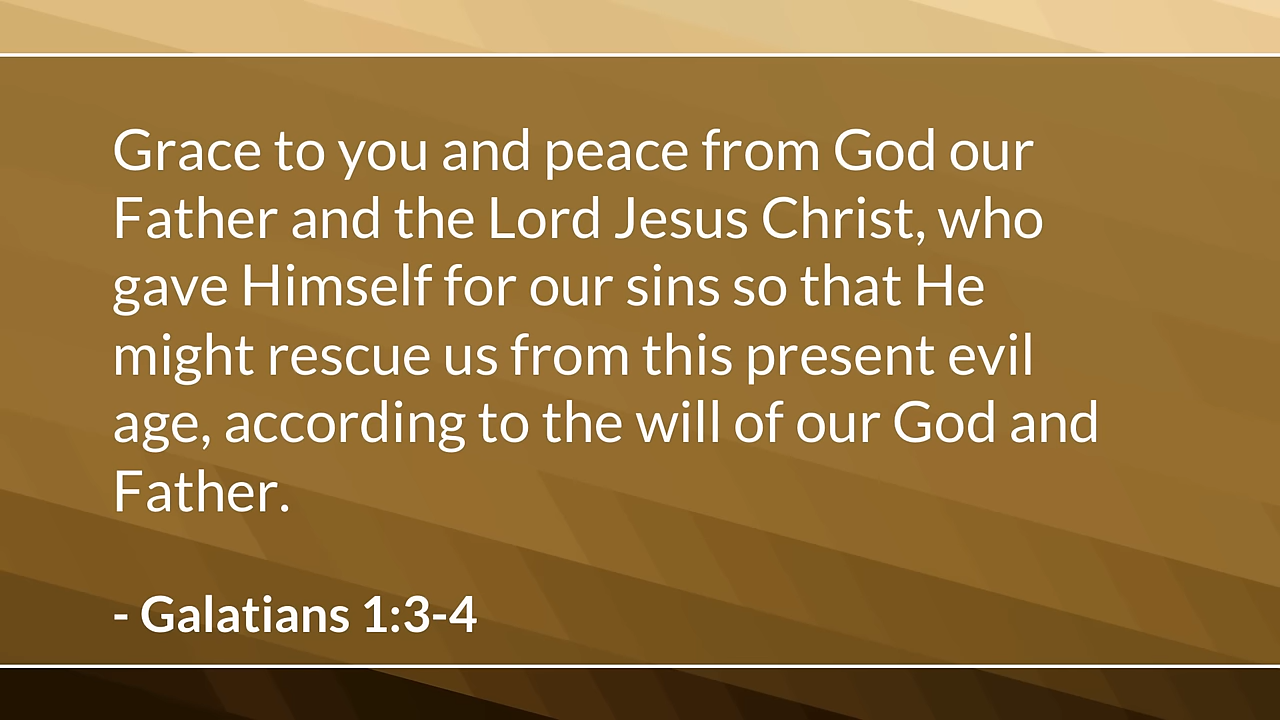 Grace to you and peace from God our
Father and the Lord Jesus Christ, who
gave Himself for our sins so that He
might rescue us from this present evil
age, according to the will of our God and
Father.
- Galatians 1:3-4